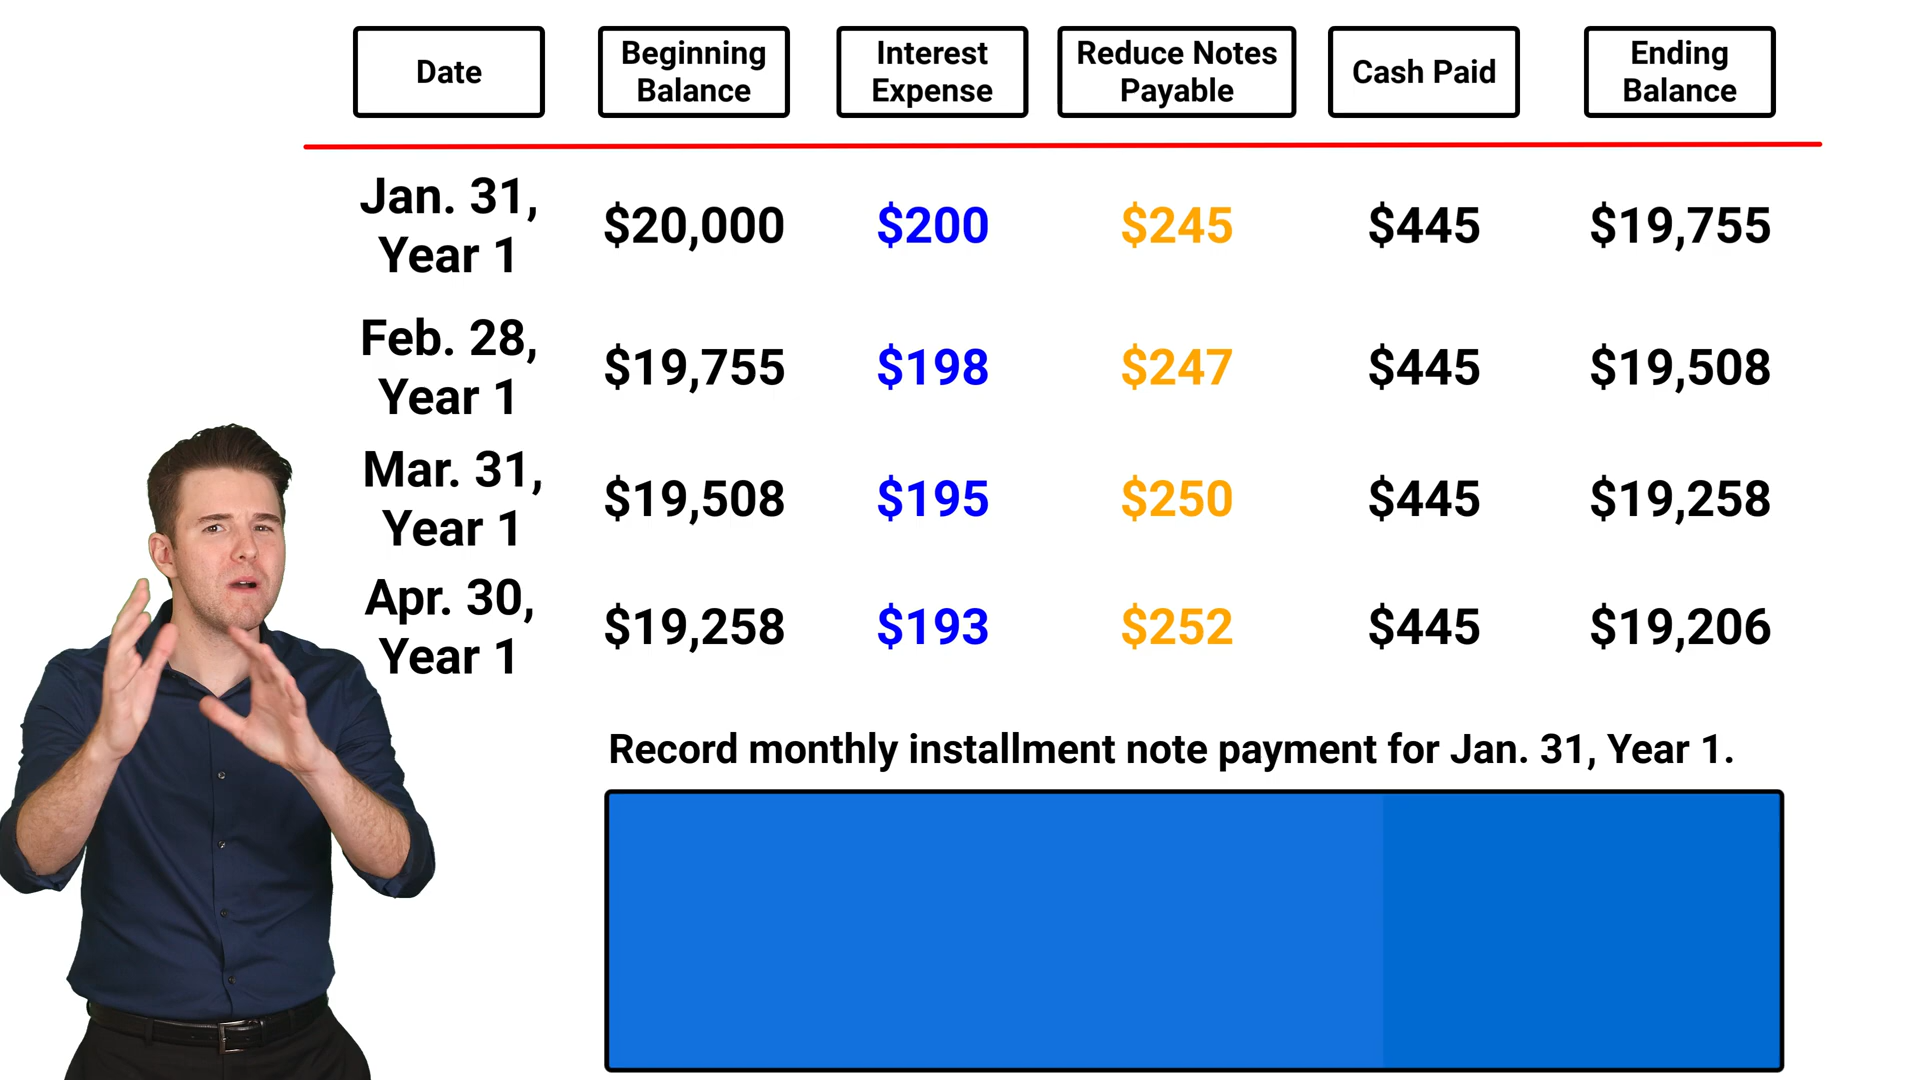 Date
Beginning
Balance
Interest
Expense
Reduce Notes
Payable
Cash Paid
Ending
Balance
Jan. 31,
Year 1
$20,000
$200
$245
$445
$19,755
Feb. 28,
Year 1
$19,755
$198
$247
$445
$19,508
Mar. 31,
Year 1
$19,508
$195
$250
$445
$19,258
Apr. 30,
Year 1
$19,258
$193
$252
$445
$19,206
Record monthly installment note payment for Jan. 31, Year 1.